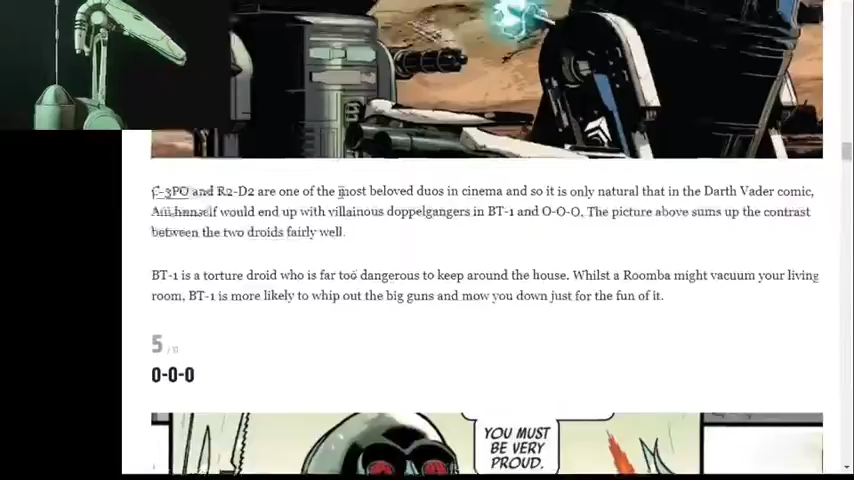 C-3PO and R2-D2 are one of the most beloved duos in cinema and so it is only natural that in the Darth Vader comic,
himself would end up with villainous doppelgangers in BT-1 and O-O-O. The picture above sums up the contrast
between the two droids fairly well.
BT-1 is a torture droid who is far too dangerous to keep around the house. Whilst a Roomba might vacuum your living
room, BT-1 is more likely to whip out the big guns and mow you down just for the fun of it.
5
0-0-0
YOU MUST
BE VERY
PROUD.